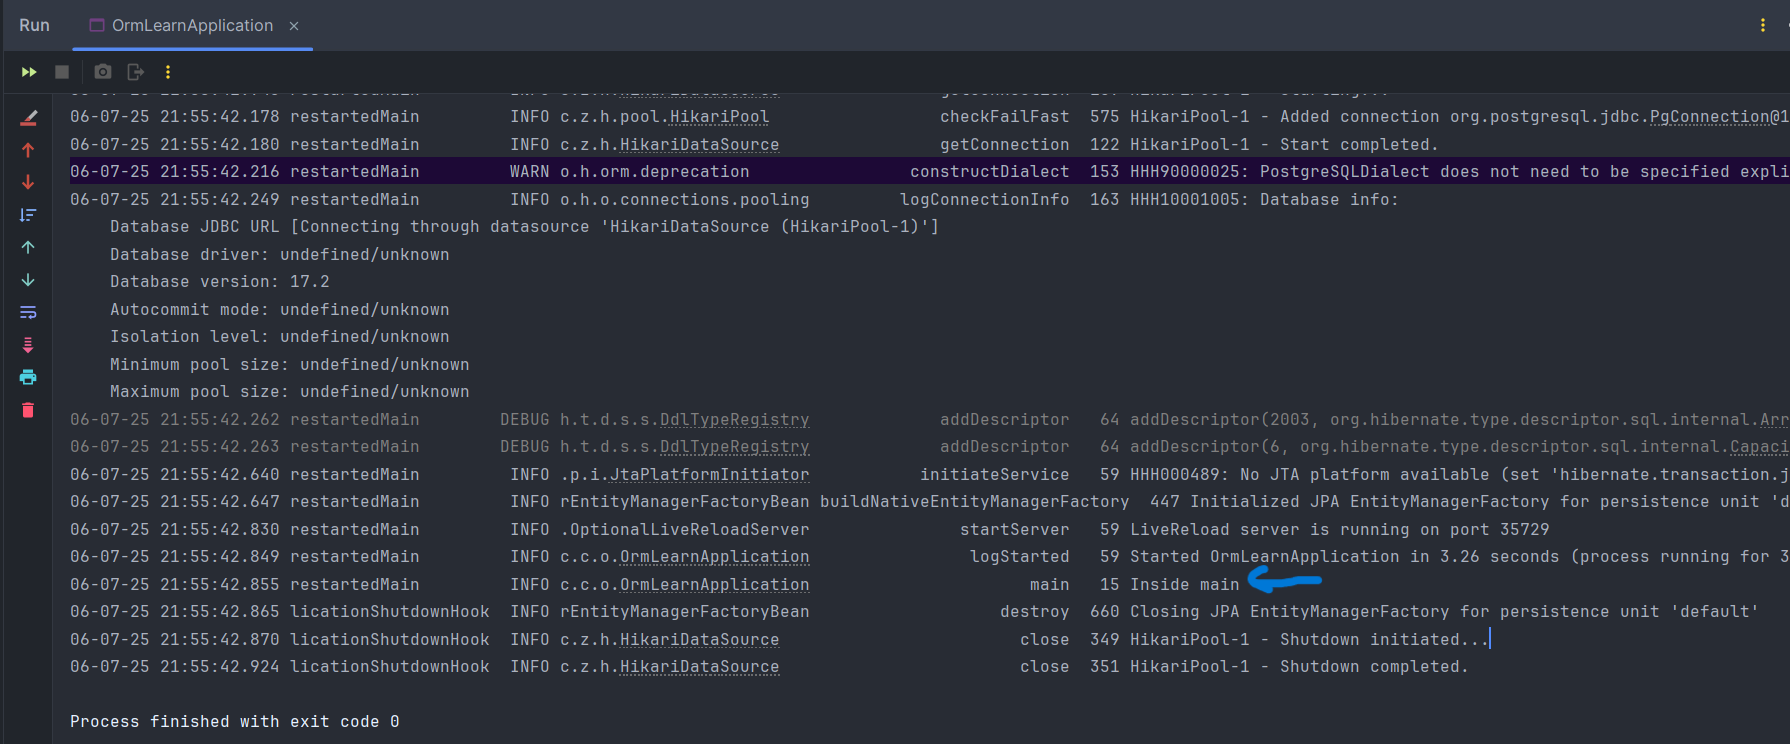 Run OrmLearnApplication
06-07-25 21:55:42.178 restartedMain INFO c.z.h.pool.HikariPool checkFailFast 575 HikariPool-1 - Added connection org.postgresql.jdbc.PgConnection@1
06-07-25 21:55:42.180 restartedMain INFO c.z.h.HikariDataSource getConnection 122 HikariPool-1 - Start completed.
06-07-25 21:55:42.216 restartedMain WARN o.h.orm.deprecation constructDialect 153 HHH90000025: PostgreSQLDialect does not need to be specified expli
06-07-25 21:55:42.249 restartedMain INFO o.h.o.connections.pooling logConnectionInfo 163 HHH10001005: Database info:
Database JDBC URL [Connecting through datasource 'HikariDataSource (HikariPool-1)']
Database driver: undefined/unknown
Database version: 17.2
Autocommit mode: undefined/unknown
Isolation level: undefined/unknown
Minimum pool size: undefined/unknown
Maximum pool size: undefined/unknown
06-07-25 21:55:42.262 restartedMain DEBUG h.t.d.s.s.DdlTypeRegistry addDescriptor 64 addDescriptor(2003, org.hibernate.type.descriptor.sql.internal.Arr
06-07-25 21:55:42.263 restartedMain DEBUG h.t.d.s.s.DdlTypeRegistry addDescriptor 64 addDescriptor(6, org.hibernate.type.descriptor.sql.internal.Capaci
06-07-25 21:55:42.640 restartedMain INFO .p.i.JtaPlatformInitiator initiateService 59 HHH000489: No JTA platform available (set 'hibernate.transaction.j
06-07-25 21:55:42.647 restartedMain INFO rEntityManagerFactoryBean buildNativeEntityManagerFactory 447 Initialized JPA EntityManagerFactory for persistence unit 'd
06-07-25 21:55:42.830 restartedMain INFO .OptionalLiveReloadServer startServer 59 LiveReload server is running on port 35729
06-07-25 21:55:42.849 restartedMain INFO c.c.o.OrmLearnApplication logStarted 59 Started OrmLearnApplication in 3.26 seconds (process running for 3
06-07-25 21:55:42.855 restartedMain INFO c.c.o.OrmLearnApplication main 15 Inside main
06-07-25 21:55:42.865 licationShutdownHook INFO rEntityManagerFactoryBean destroy 660 Closing JPA EntityManagerFactory for persistence unit 'default'
06-07-25 21:55:42.870 licationShutdownHook INFO c.z.h.HikariDataSource close 349 HikariPool-1 - Shutdown initiated...
06-07-25 21:55:42.924 licationShutdownHook INFO c.z.h.HikariDataSource close 351 HikariPool-1 - Shutdown completed.
Process finished with exit code 0